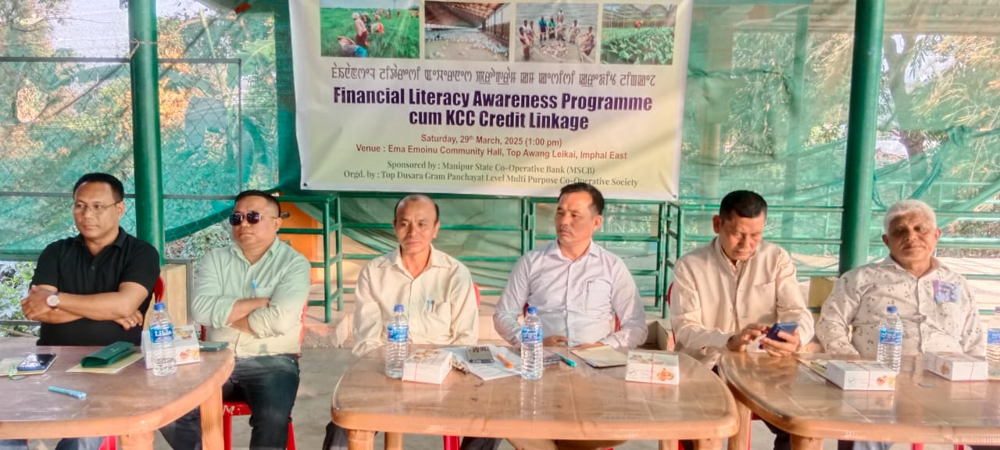 Financial Literacy Awareness Programme
cum KCC Credit Linkage
Saturday, 29th March, 2025 (1:00 pm)
Venue : Ema Emoinu Community Hall, Top Awang Leikai, Imphal East
Sponsored by : Manipur State Co-Operative Bank (MSCB)
Orgd. by : Top Dusara Gram Panchayat Level Multi Purpose Co-Operative Society
Likla